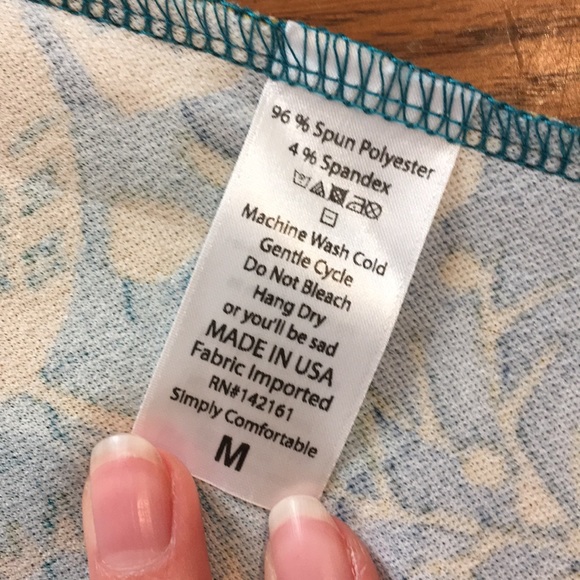 96 % Spun Polyester
4 % Spandex
Machine Wash Cold
Gentle Cycle
Do Not Bleach
Hang Dry
or you'll be sad
MADE IN USA
Fabric Imported
RN#142161
Simply Comfortable
M